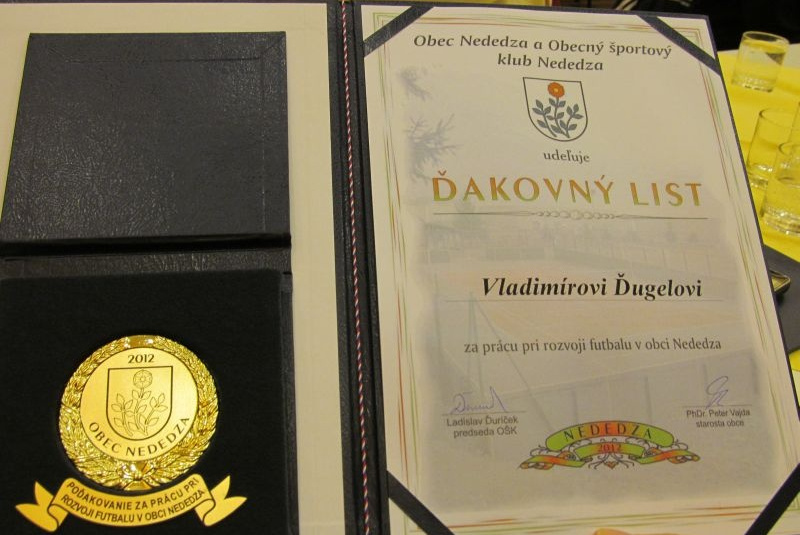 Obec Nededza a Obecný športový
klub Nededza
udeľuje
ĎAKOVNÝ LIST
Vladimírovi Ďugelovi
za prácu pri rozvoji futbalu v obci Nededza
Ladislav Ďuriček
predseda OŠK
PhDr. Peter Vajda
starosta obce
NEDEDZA
2012
2012
OBEC NEDEDZA
POĎAKOVANIE ZA PRÁCU PRI
ROZVOJI FUTBALU V OBCI NEDEDZA